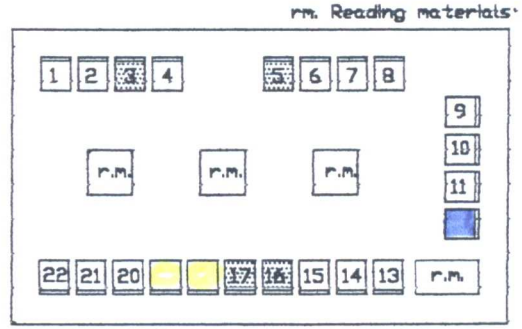 rm. Reading materials.
1 2 3 4 5 6 7 8
9
r.m. r.m. r.m. 10
11
22 21 20 17 16 15 14 13 r.m.